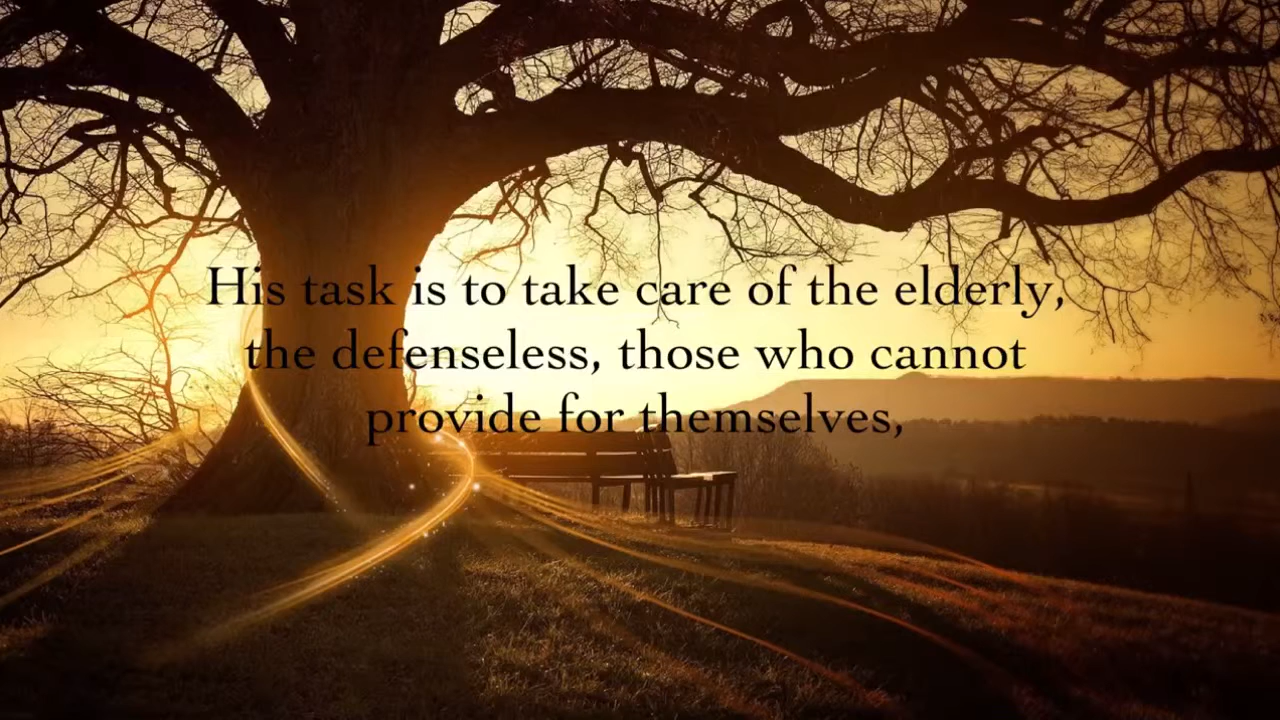 His task is to take care of the elderly,
the defenseless, those who cannot
provide for themselves,